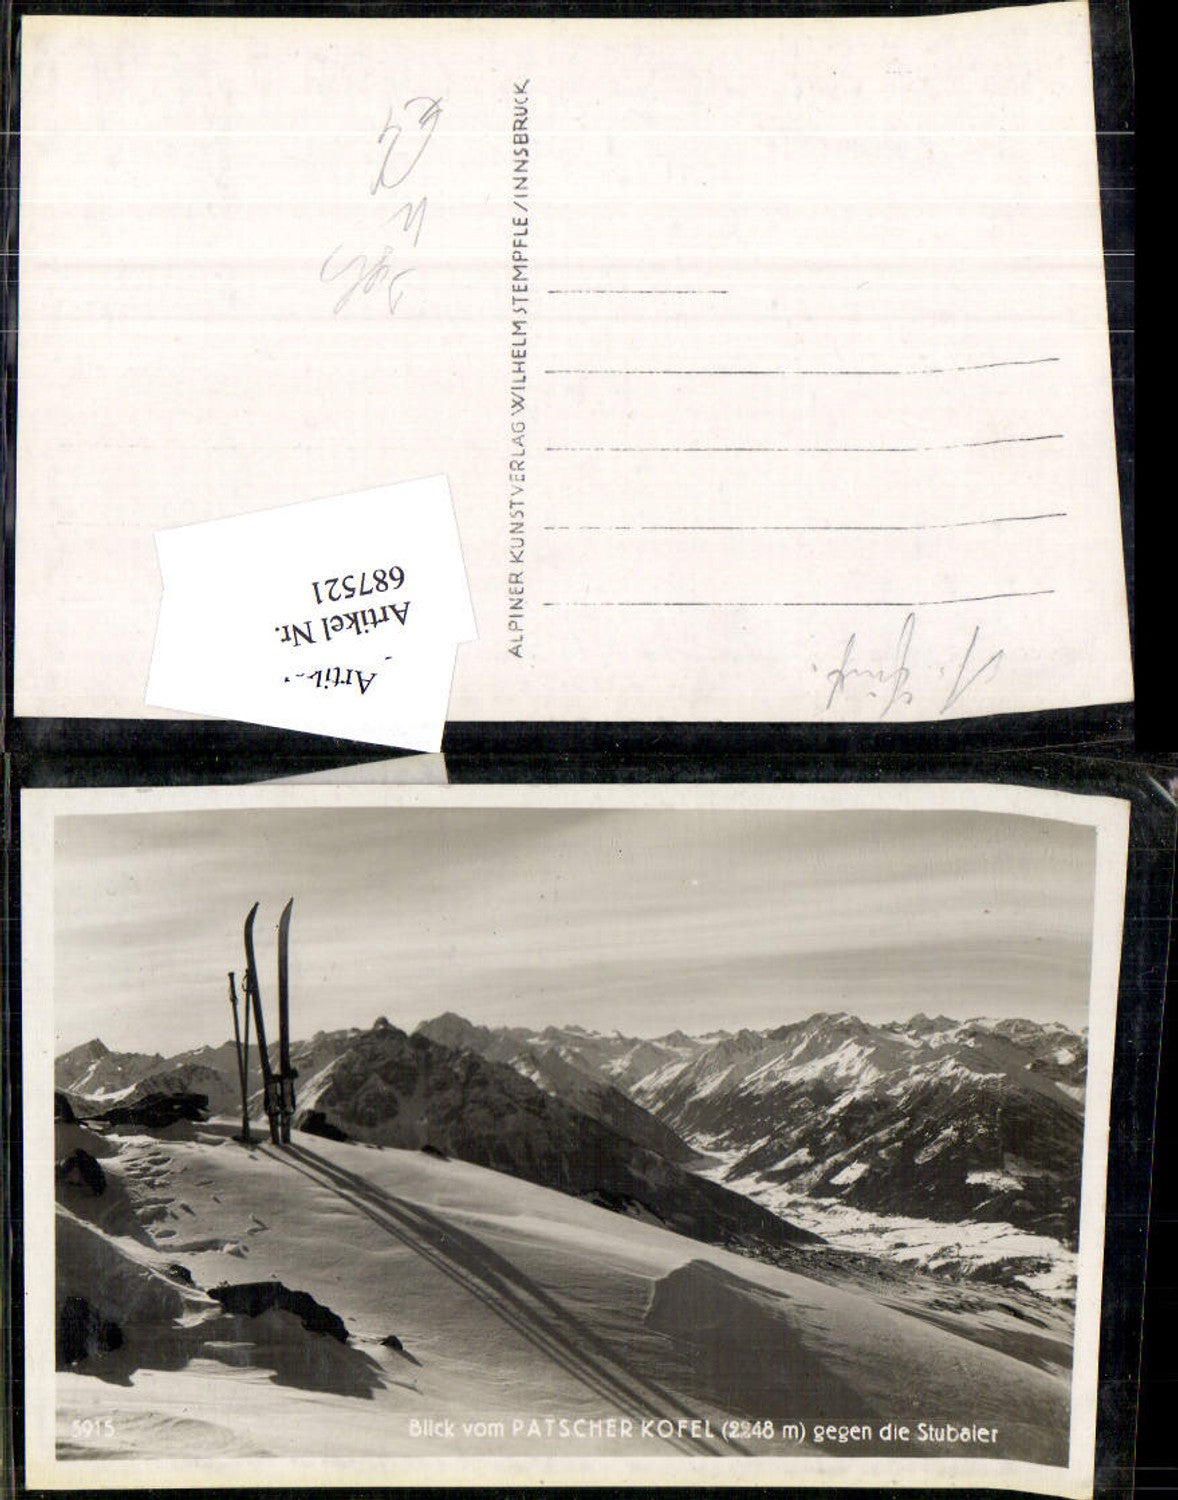 ALPINER KUNSTVERLAG WILHELM STEMPFLE / INNSBRUCK
Artikel Nr.
687521
5915
Blick vom PATSCHER KOFEL (2248 m) gegen die Stubaier